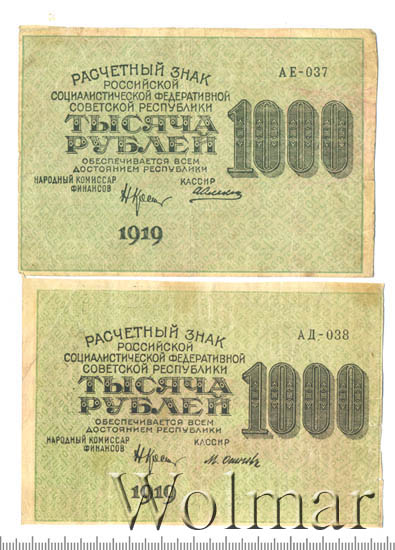 РАСЧЕТНЫЙ ЗНАК
РОССИЙСКОЙ
СОЦИАЛИСТИЧЕСКОЙ ФЕДЕРАТИВНОЙ
СОВЕТСКОЙ РЕСПУБЛИКИ
ТЫСЯЧА
РУБЛЕЙ
ОБЕСПЕЧИВАЕТСЯ ВСЕМ
ДОСТОЯНИЕМ РЕСПУБЛИКИ
НАРОДНЫЙ КОМИССАР
ФИНАНСОВ
КАССИР
1919
АЕ-037
1000
РАСЧЕТНЫЙ ЗНАК
РОССИЙСКОЙ
СОЦИАЛИСТИЧЕСКОЙ ФЕДЕРАТИВНОЙ
СОВЕТСКОЙ РЕСПУБЛИКИ
ТЫСЯЧА
РУБЛЕЙ
ОБЕСПЕЧИВАЕТСЯ ВСЕМ
ДОСТОЯНИЕМ РЕСПУБЛИКИ
НАРОДНЫЙ КОМИССАР
ФИНАНСОВ
КАССИР
1919
АД-038
1000
Wolmar